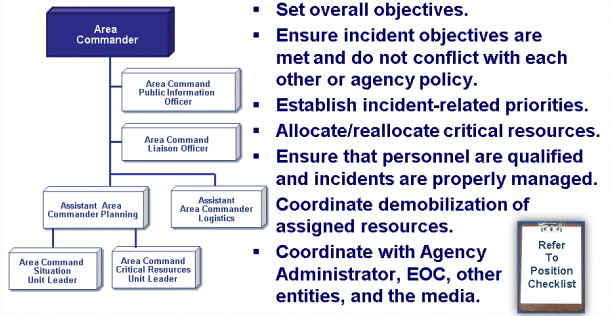 Area
Commander
Area Command
Public Information
Officer
Area Command
Liaison Officer
Assistant Area
Commander Planning
Assistant
Area Commander
Logistics
Area Command
Situation
Unit Leader
Area Command
Critical Resources
Unit Leader
▪ Set overall objectives.
▪ Ensure incident objectives are
met and do not conflict with each
other or agency policy.
▪ Establish incident-related priorities.
▪ Allocate/reallocate critical resources.
▪ Ensure that personnel are qualified
and incidents are properly managed.
Coordinate demobilization of
assigned resources.
▪ Coordinate with Agency
Administrator, EOC, other
entities, and the media.
Refer
To
Position
Checklist